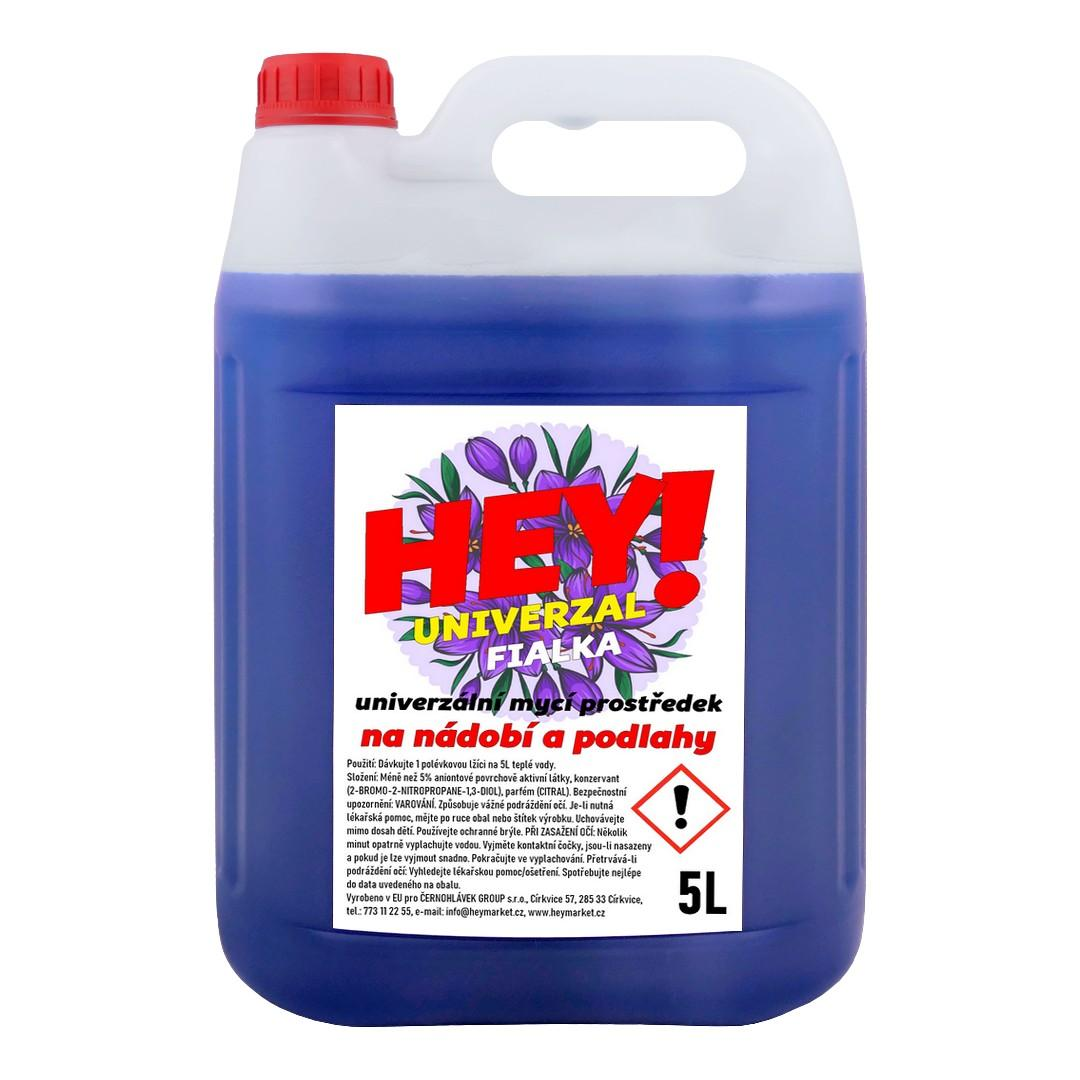 HEY!
UNIVERZAL
FIALKA
univerzální mycí prostředek
na nádobí a podlahy
Použití: Dávkujte 1 polévkovou lžíci na 5L teplé vody.
Složení: Méně než 5% aniontové povrchově aktivní látky, konzervant
(2-BROMO-2-NITROPROPANE-1,3-DIOL), parfém (CITRAL). Bezpečnostní
upozornění: VAROVÁNÍ. Způsobuje vážné podráždění očí. Je-li nutná
lékařská pomoc, mějte po ruce obal nebo štítek výrobku. Uchovávejte
mimo dosah dětí. Používejte ochranné brýle. PŘI ZASAŽENÍ OČÍ: Několik
minut opatrně vyplachujte vodou. Vyjměte kontaktní čočky, jsou-li nasazeny
a pokud je lze vyjmout snadno. Pokračujte ve vyplachování. Přetrvává-li
podráždění očí: Vyhledejte lékařskou pomoc/ošetření. Spotřebujte nejlépe
do data uvedeného na obalu.
Vyrobeno v EU pro ČERNOHLÁVEK GROUP s.r.o., Církvice 57, 285 33 Církvice,
tel.: 773 11 22 55, e-mail: info@heymarket.cz, www.heymarket.cz
!
5L